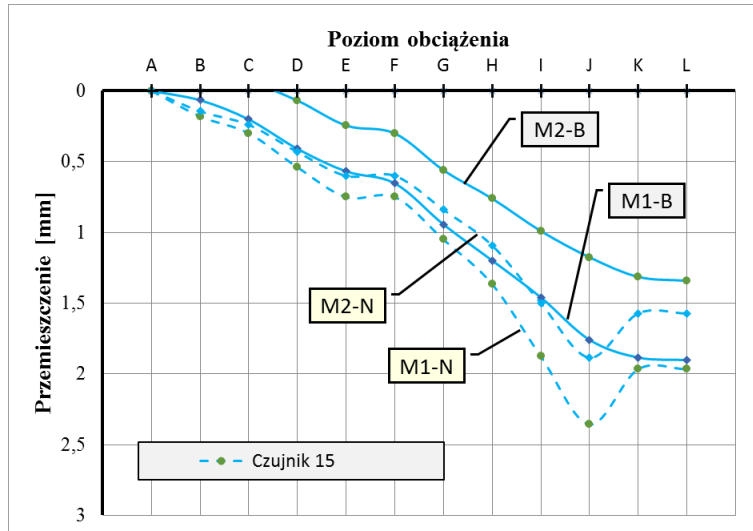 Poziom obciążenia
A B C D E F G H I J K L
Przemieszczenie [mm]
0
0,5
1
1,5
2
2,5
3
M2-B
M1-B
M2-N
M1-N
Czujnik 15